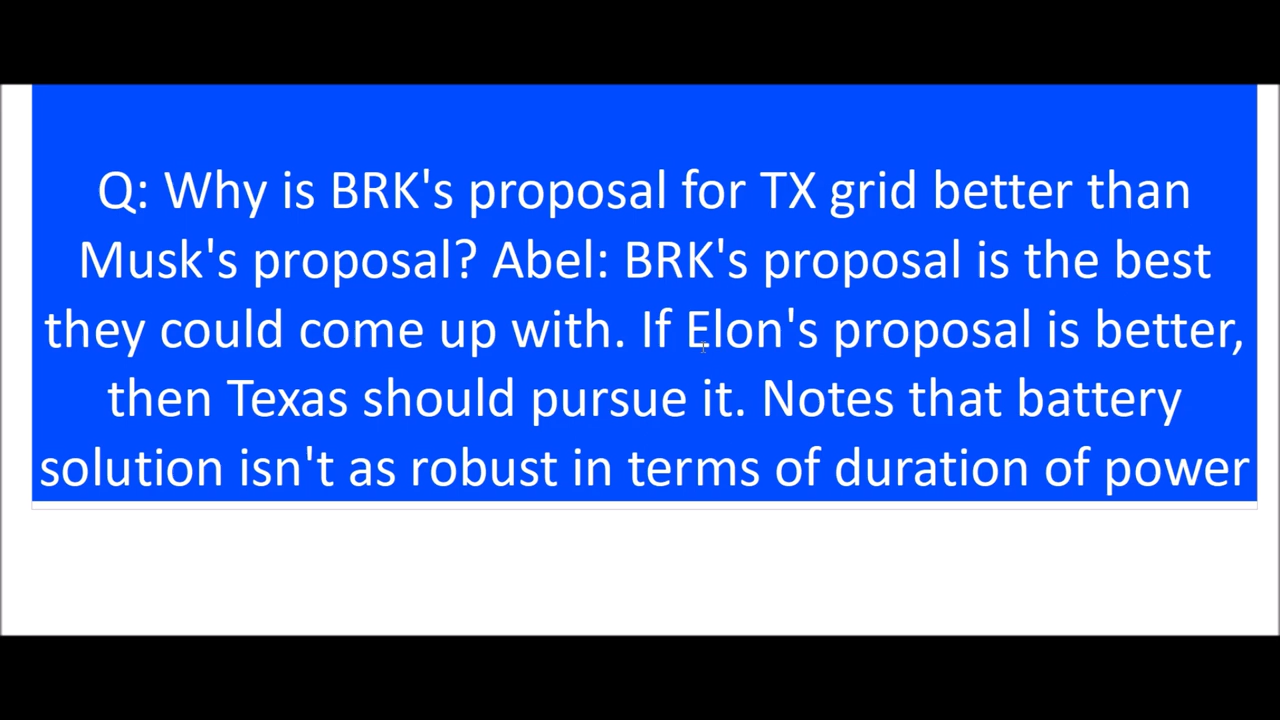 Q: Why is BRK's proposal for TX grid better than
Musk's proposal? Abel: BRK's proposal is the best
they could come up with. If Elon's proposal is better,
then Texas should pursue it. Notes that battery
solution isn't as robust in terms of duration of power